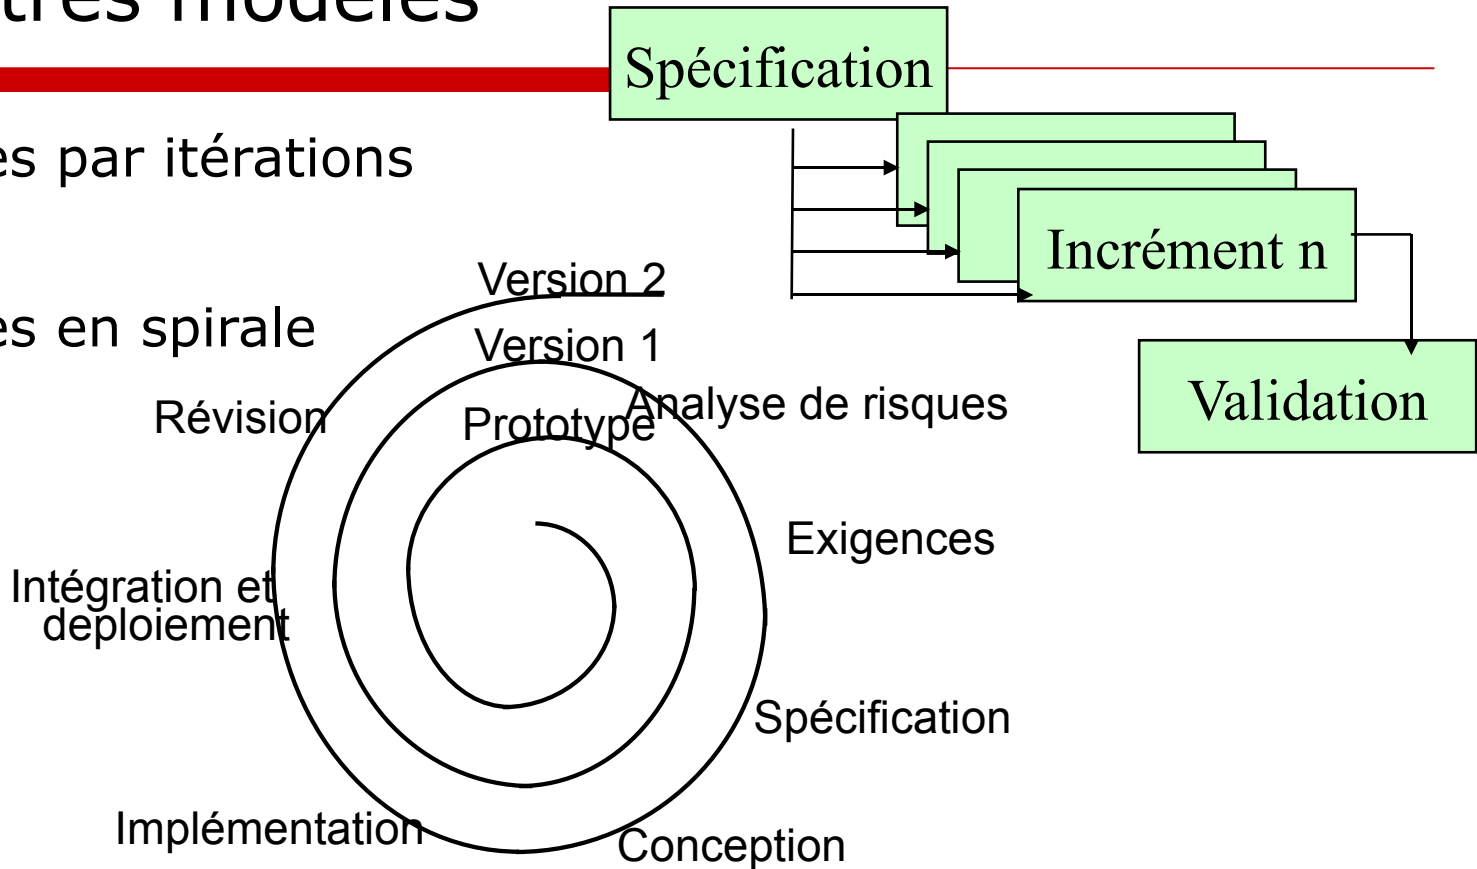 tres modèles
Spécification
es par itérations
Incrément n
Version 2
es en spirale
Version 1
Validation
Révision
Prototype
Analyse de risques
Exigences
Intégration et
deploiement
Spécification
Implémentation
Conception